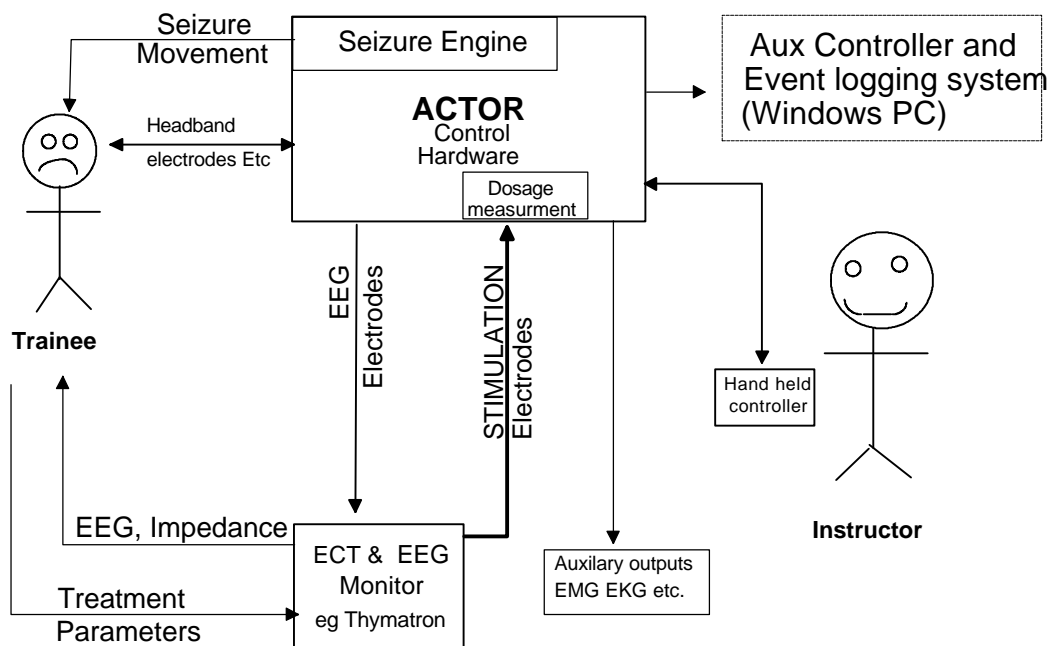 Seizure
Movement
Seizure Engine
ACTOR
Control
Hardware
Dosage
measurment
Aux Controller and
Event logging system
(Windows PC)
Headband
electrodes Etc
Trainee
EEG
Electrodes
STIMULATION
Electrodes
Hand held
controller
Instructor
EEG, Impedance
Treatment
Parameters
ECT & EEG
Monitor
eg Thymatron
Auxilary outputs
EMG EKG etc.